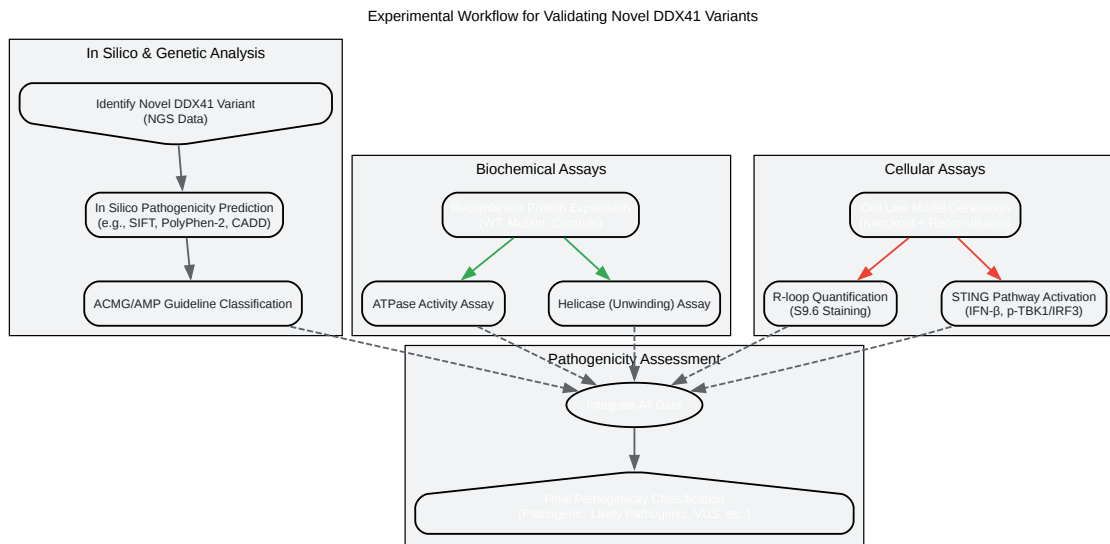 Experimental Workflow for Validating Novel DDX41 Variants
In Silico & Genetic Analysis
Identify Novel DDX41 Variant
(NGS Data)
In Silico Pathogenicity Prediction
(e.g., SIFT, PolyPhen-2, CADD)
ACMG/AMP Guideline Classification
Biochemical Assays
Recombinant Protein Expression
(WT, Mutant, Controls)
ATPase Activity Assay
Helicase (Unwinding) Assay
Cellular Assays
Cell Line Model Generation
(Knockout + Reconstitution)
R-loop Quantification
(S9.6 Staining)
STING Pathway Activation
(IFN-β, p-TBK1/IRF3)
Pathogenicity Assessment
Integrate All Data
Final Pathogenicity Classification
(Pathogenic, Likely Pathogenic, VUS, etc.)